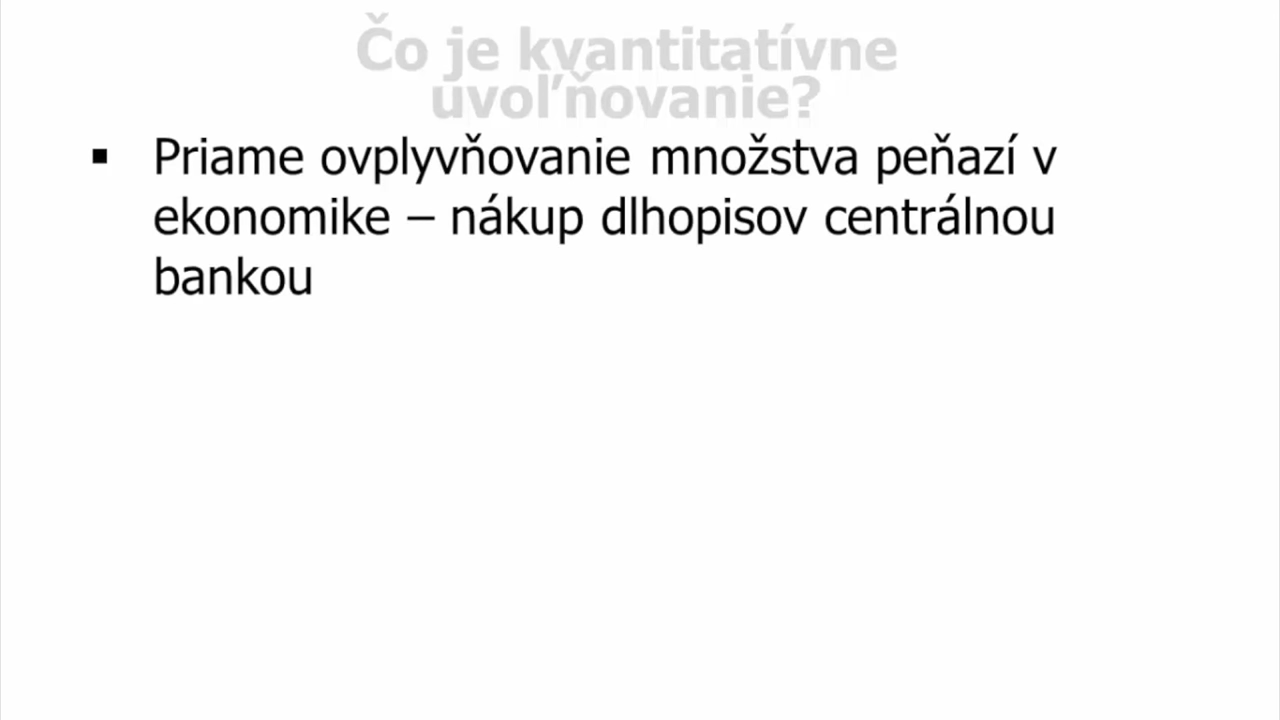 Čo je kvantitatívne
uvoľňovanie?
▪ Priame ovplyvňovanie množstva peňazí v
ekonomike – nákup dlhopisov centrálnou
bankou